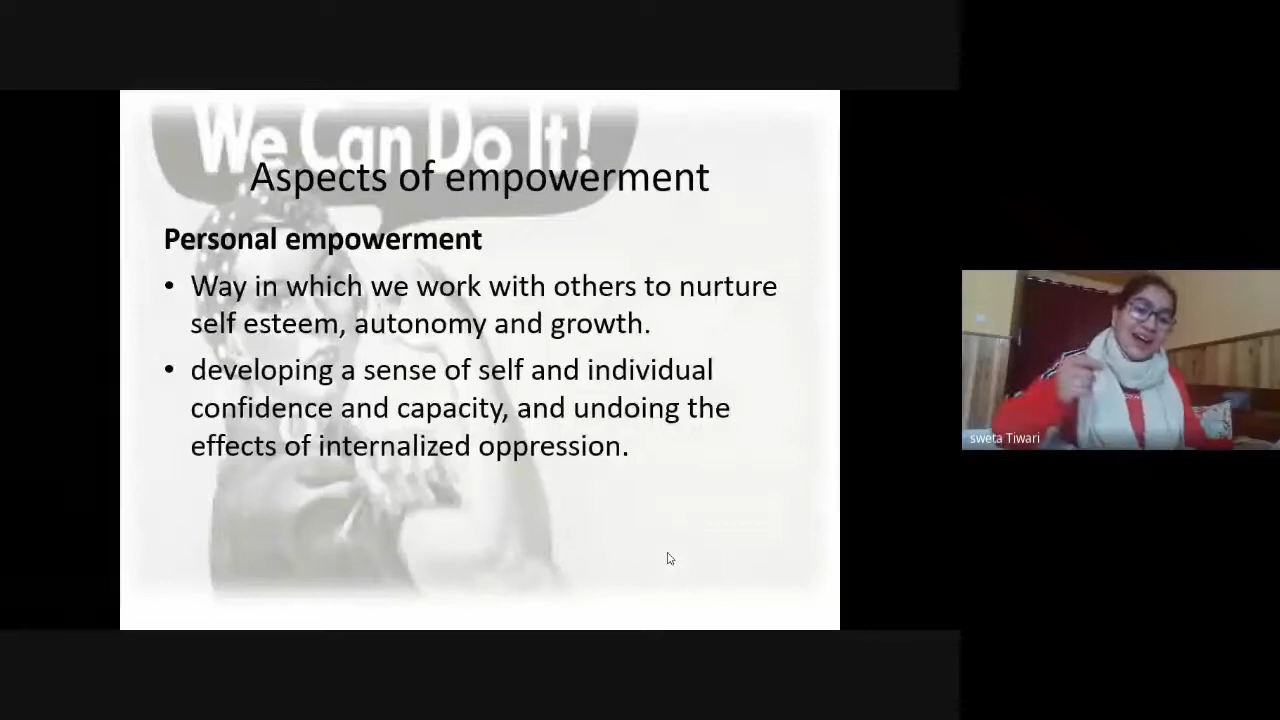 We Can Do It!
Aspects of empowerment
Personal empowerment
• Way in which we work with others to nurture
self esteem, autonomy and growth.
• developing a sense of self and individual
confidence and capacity, and undoing the
effects of internalized oppression.
sweta Tiwari